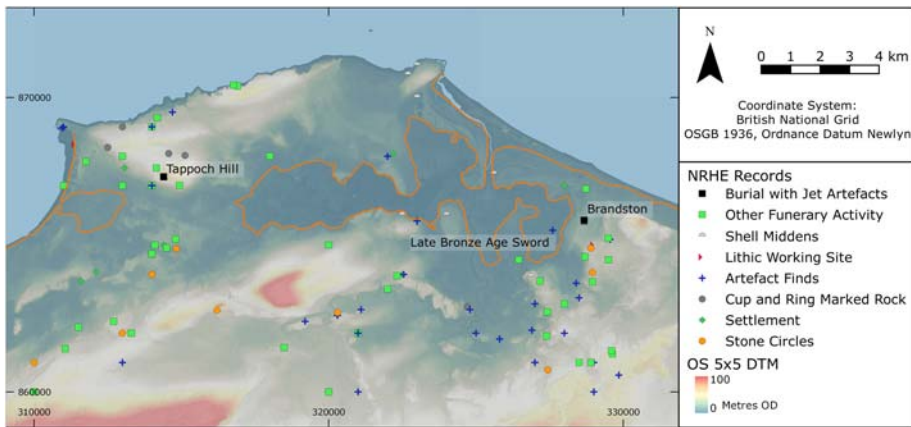 870000
860000
310000
320000
330000
Tappoch Hill
Brandston
Late Bronze Age Sword
N
0 1 2 3 4 km
Coordinate System:
British National Grid
OSGB 1936, Ordnance Datum Newlyn
NRHE Records
Burial with Jet Artefacts
Other Funerary Activity
Shell Middens
Lithic Working Site
Artefact Finds
Cup and Ring Marked Rock
Settlement
Stone Circles
OS 5x5 DTM
100
0 Metres OD